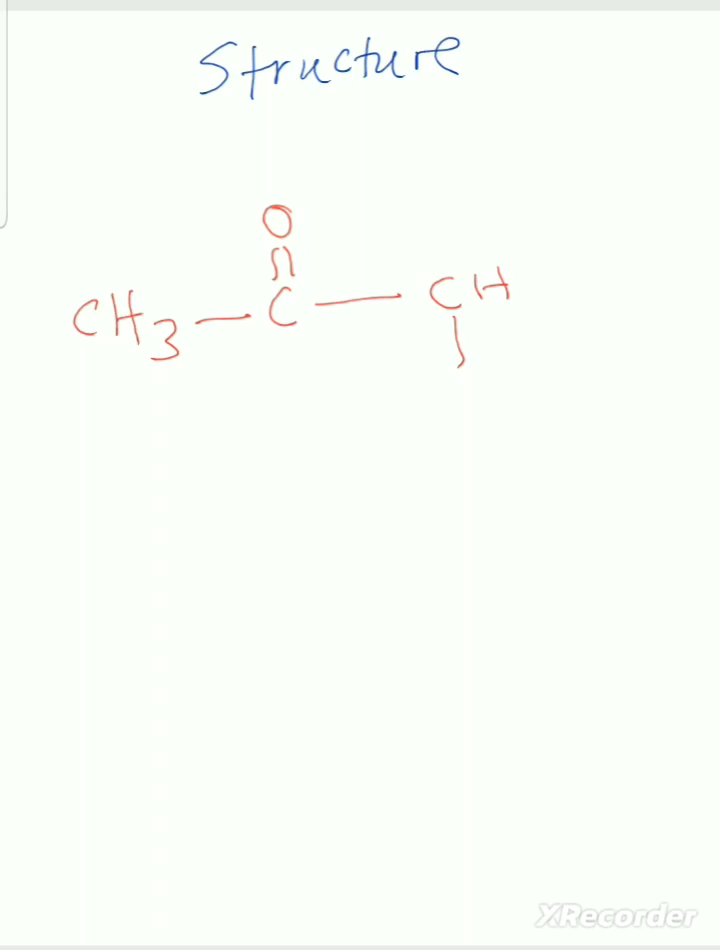 Structure
O
CH3 — C — CH
XRecorder